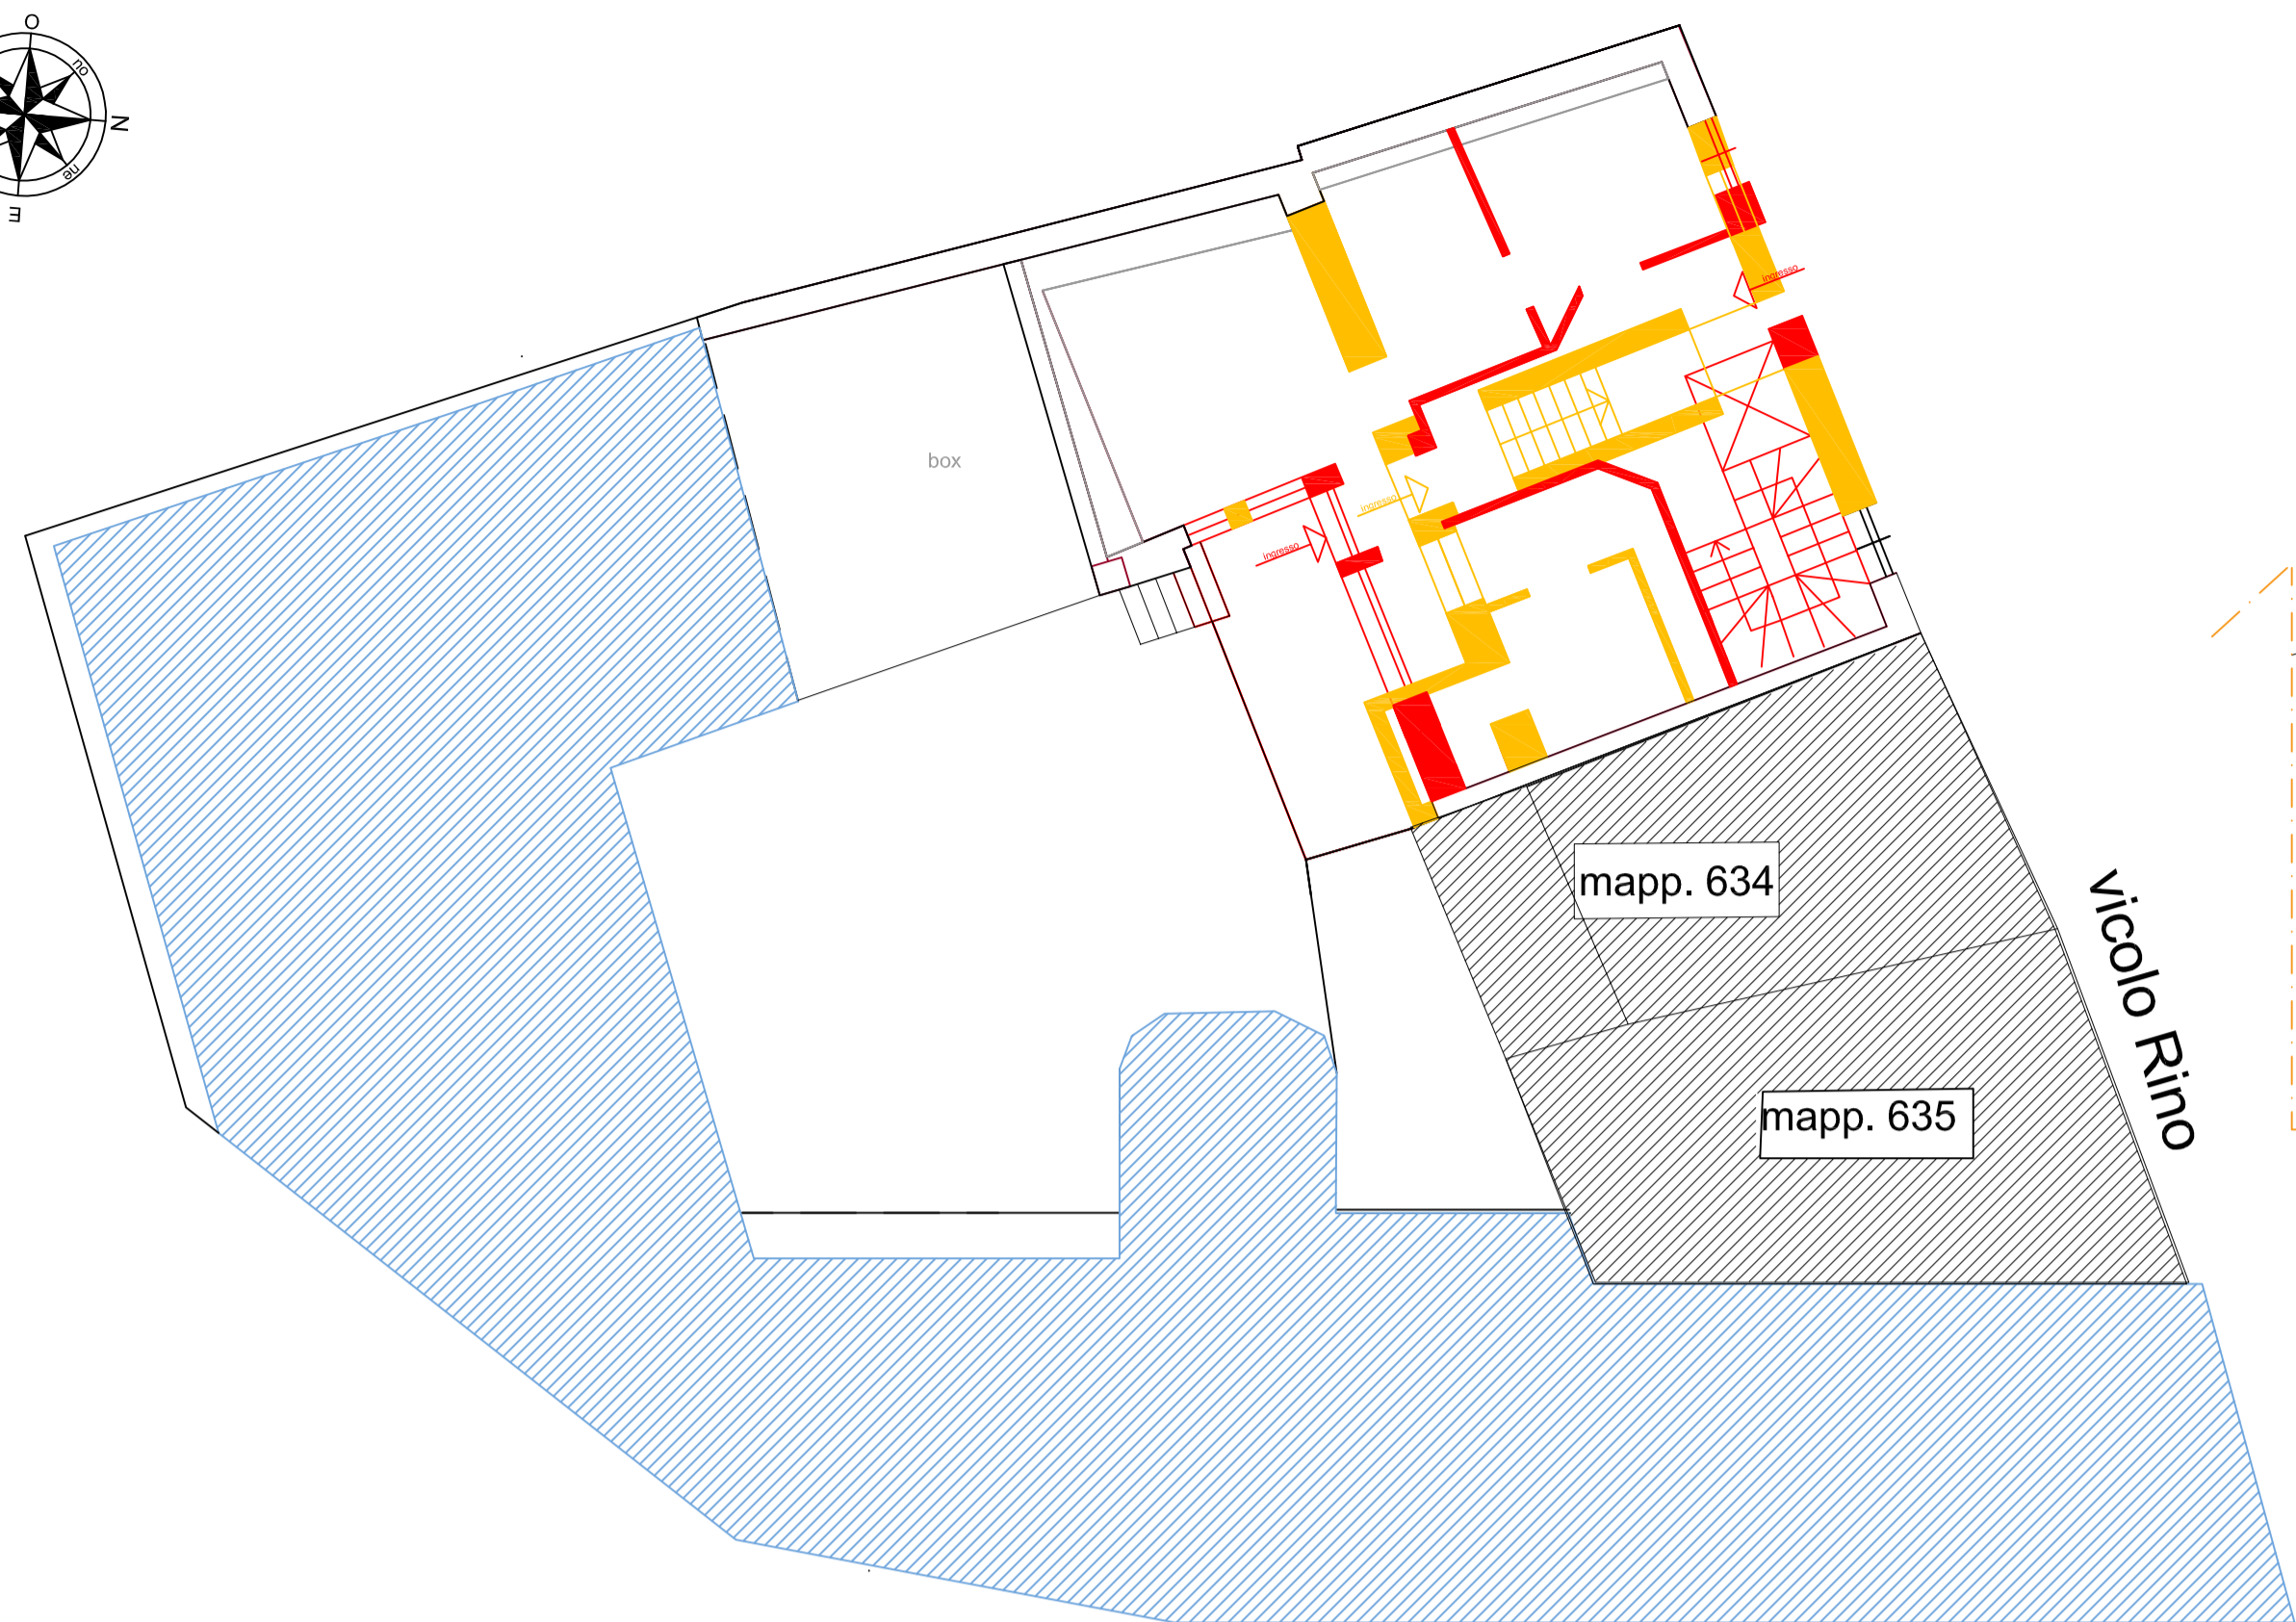 O
no
N
ne
E
ingresso
box
ingresso
ingresso
mapp. 634
vicolo Rino
mapp. 635